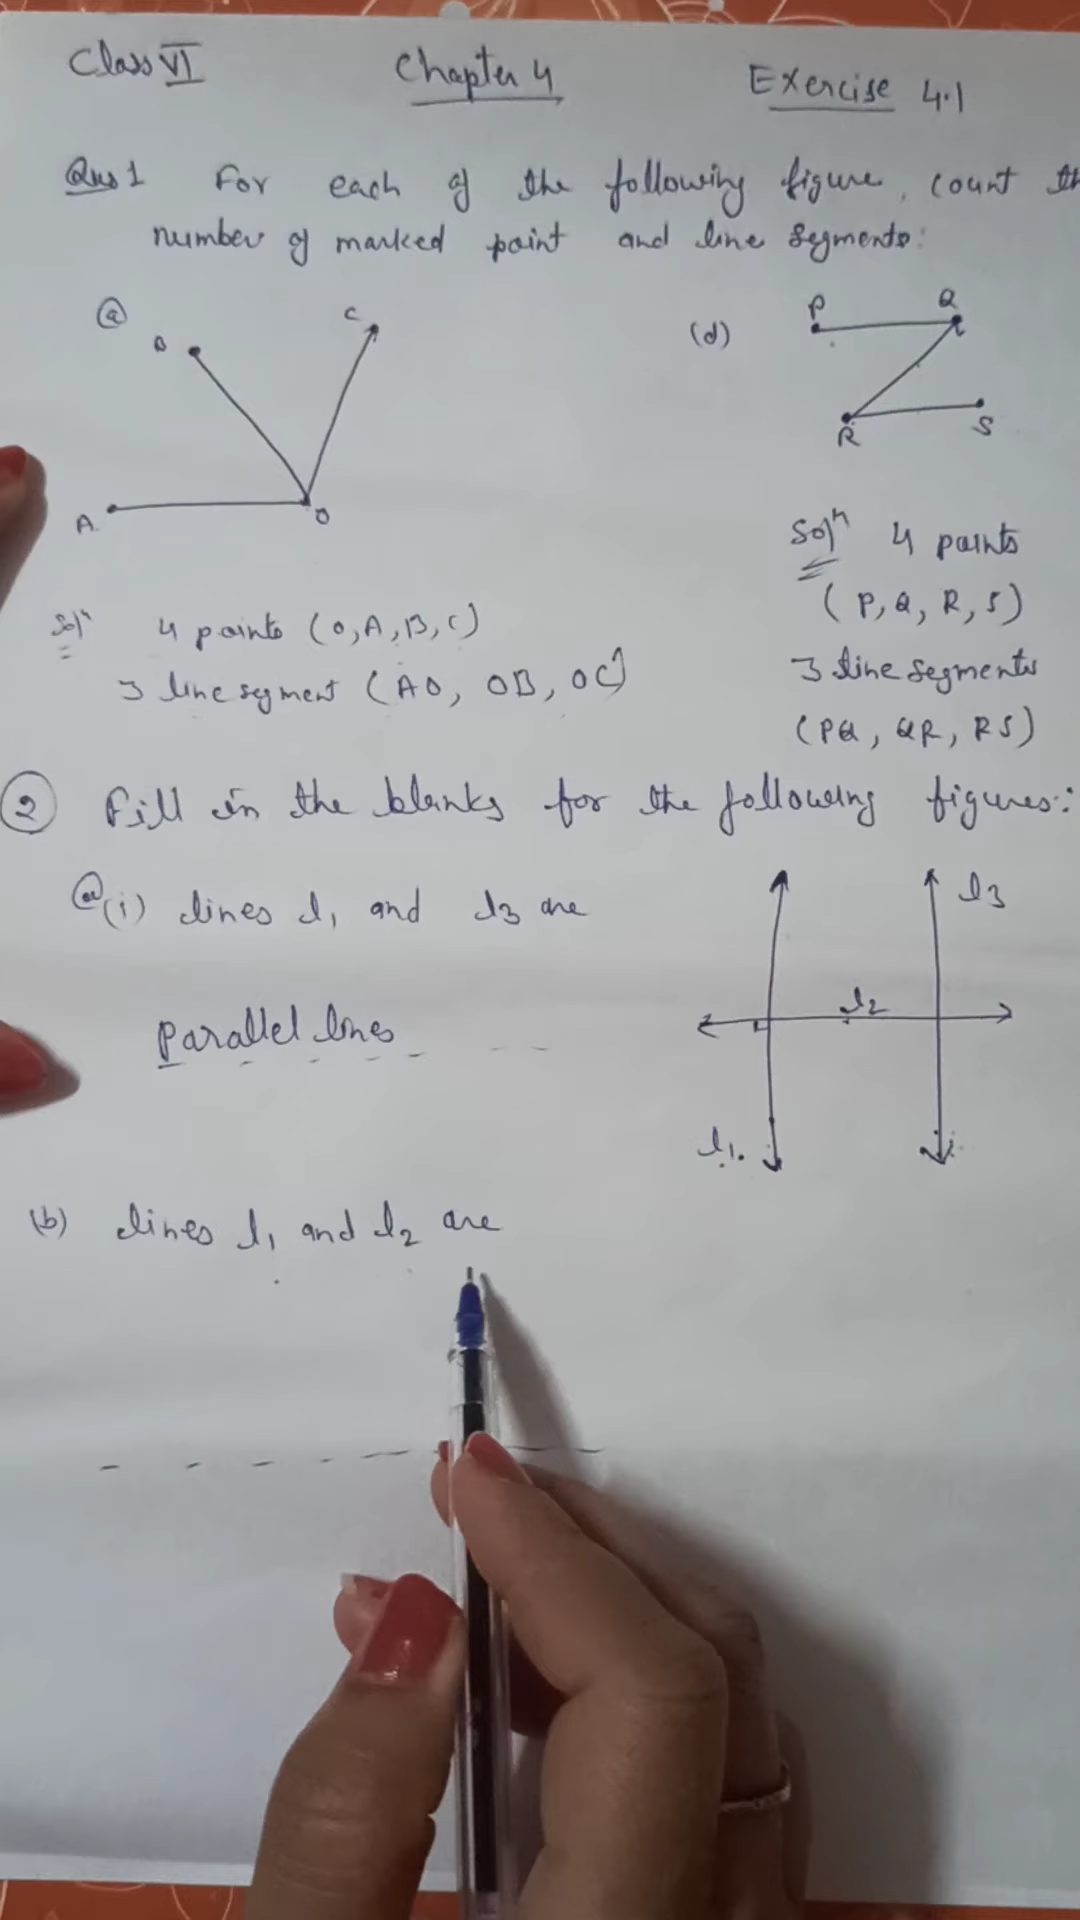 Class VI Chapter 4 Exercise 4.1
Qus 1 For each of the following figure, count th
number of marked point and line segments:
(a)
B
C
A
O
(d)
P
Q
R
S
Solⁿ 4 points (O, A, B, C)
3 line segment (AO, OB, OC)
Solⁿ 4 points
(P, Q, R, S)
3 line segments
(PQ, QR, RS)
2 Fill in the blanks for the following figures:
(a) (i) lines l1 and l3 are
Parallel lines
l3
l2
l1
(b) lines l1 and l2 are